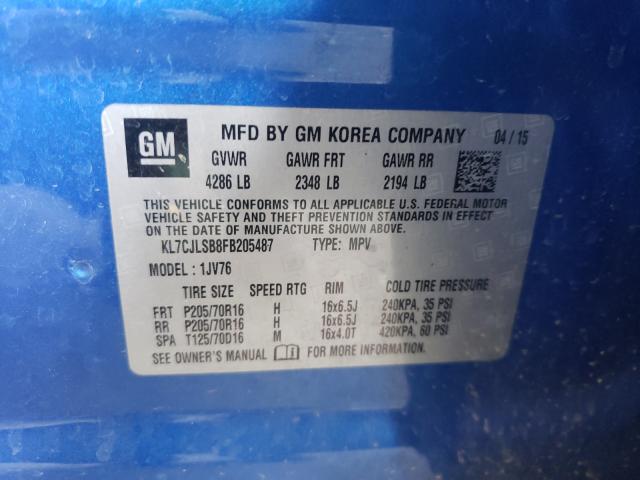 GM MFD BY GM KOREA COMPANY 04 / 15
GVWR GAWR FRT GAWR RR
4286 LB 2348 LB 2194 LB
THIS VEHICLE CONFORMS TO ALL APPLICABLE U.S. FEDERAL MOTOR
VEHICLE SAFETY AND THEFT PREVENTION STANDARDS IN EFFECT ON
THE DATE OF MANUFACTURE SHOWN ABOVE.
KL7CJLSB8FB205487 TYPE: MPV
MODEL: 1JV76
TIRE SIZE SPEED RTG RIM COLD TIRE PRESSURE
FRT P205/70R16 H 16x6.5J 240KPA, 35 PSI
RR P205/70R16 H 16x6.5J 240KPA, 35 PSI
SPA T125/70D16 M 16x4.0T 420KPA, 60 PSI
SEE OWNER'S MANUAL FOR MORE INFORMATION.